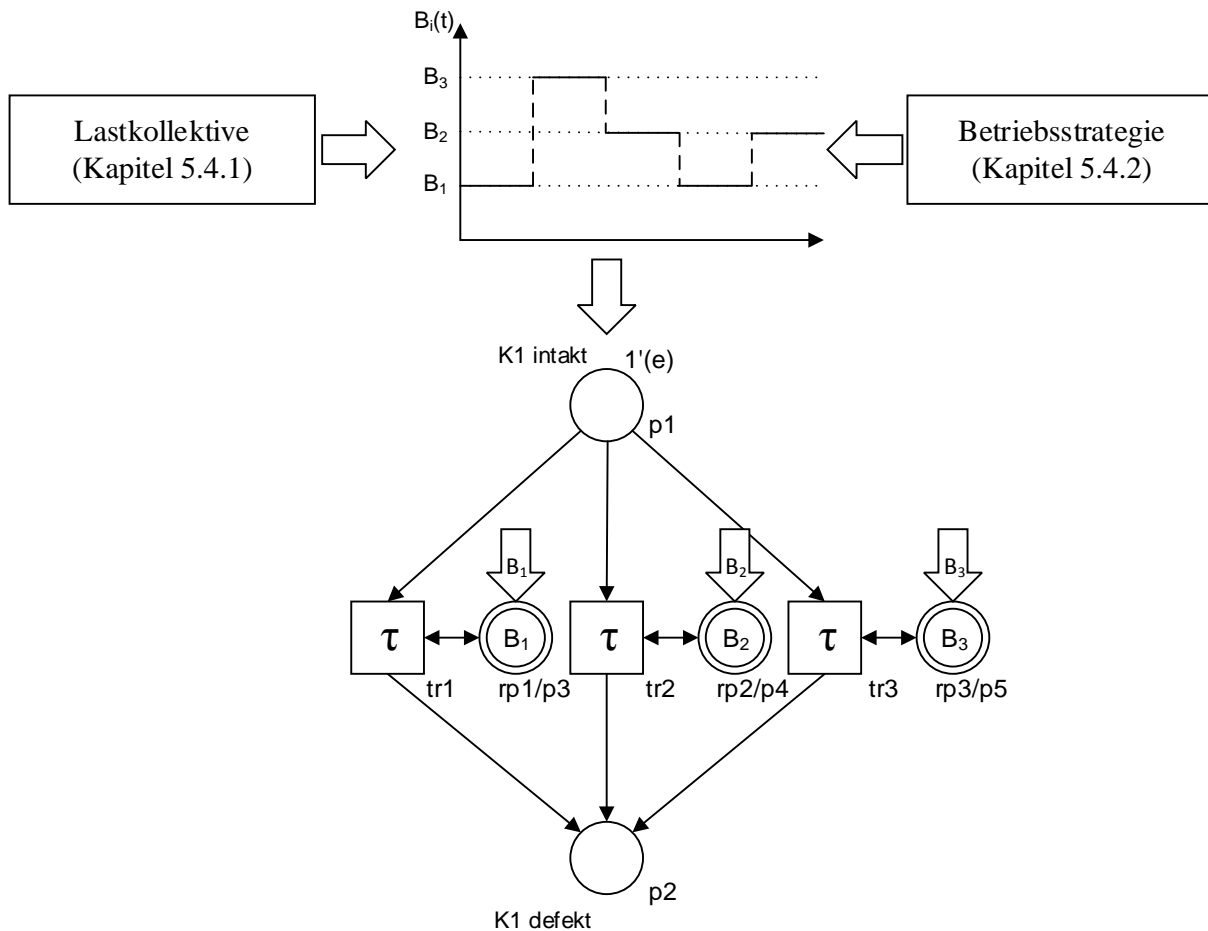 Bi(t)
B3
B2
B1
Lastkollektive
(Kapitel 5.4.1)
Betriebsstrategie
(Kapitel 5.4.2)
K1 intakt
1'(e)
p1
B1
B2
B3
τ
B1
τ
B2
τ
B3
tr1
rp1/p3
tr2
rp2/p4
tr3
rp3/p5
p2
K1 defekt